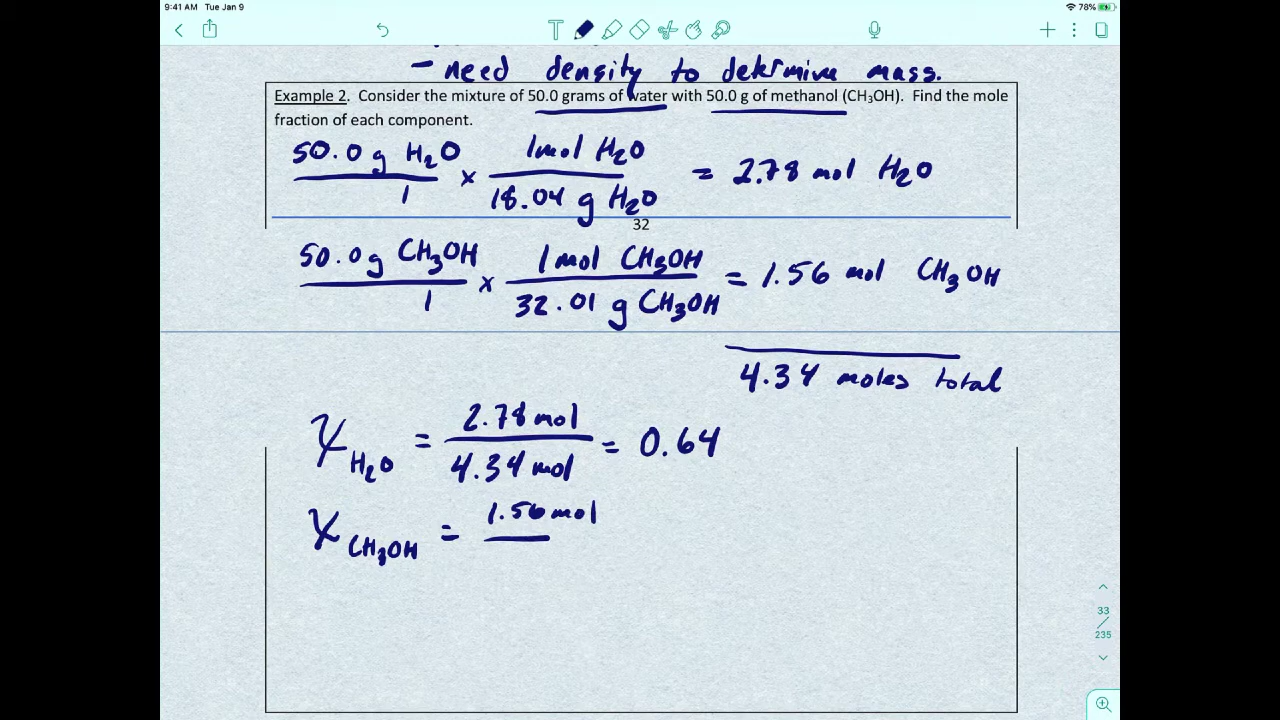 9:41 AM Tue Jan 9
78%
T
– need density to determine mass.
Example 2. Consider the mixture of 50.0 grams of water with 50.0 g of methanol (CH₃OH). Find the mole
fraction of each component.
50.0 g H₂O / 1 × 1 mol H₂O / 18.04 g H₂O = 2.78 mol H₂O
32
50.0 g CH₃OH / 1 × 1 mol CH₃OH / 32.01 g CH₃OH = 1.56 mol CH₃OH
4.34 moles total
χ H₂O = 2.78 mol / 4.34 mol = 0.64
χ CH₃OH = 1.56 mol
33
/
235